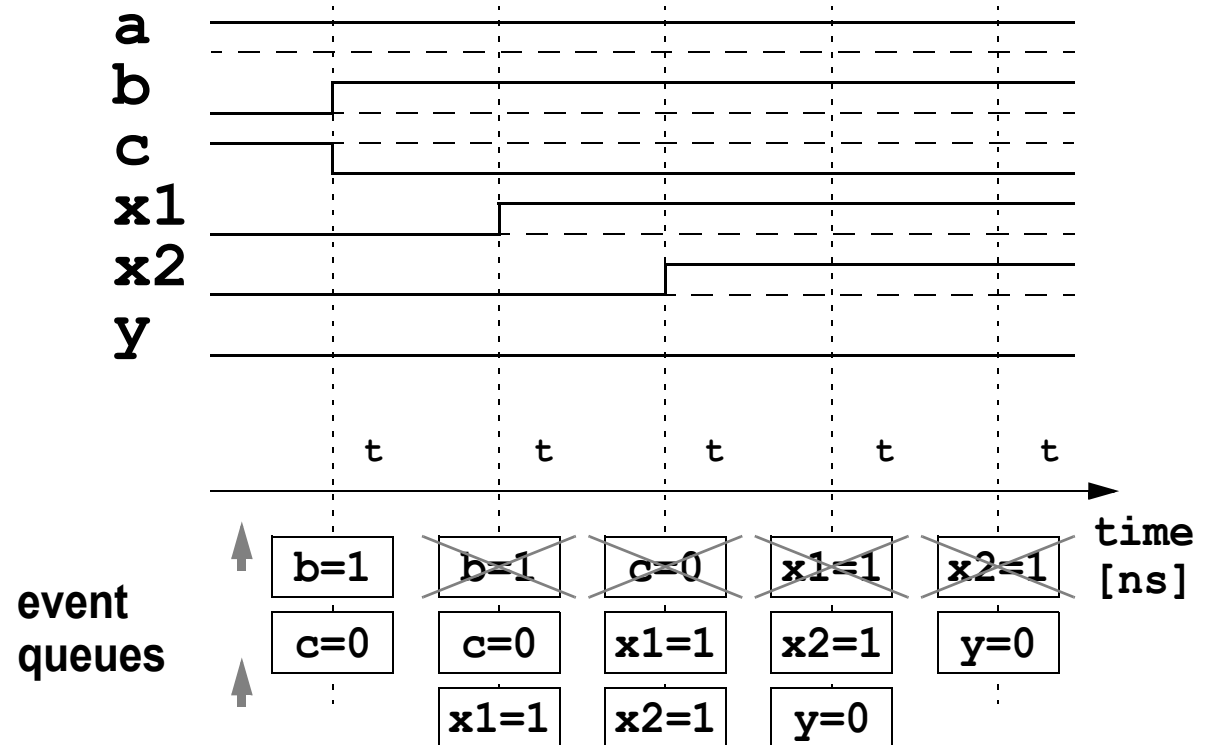 a
b
c
x1
x2
y
t t t t t
time
[ns]
event
queues
b=1 b=1 c=0 x1=1 x2=1
c=0 c=0 x1=1 x2=1 y=0
x1=1 x2=1 y=0